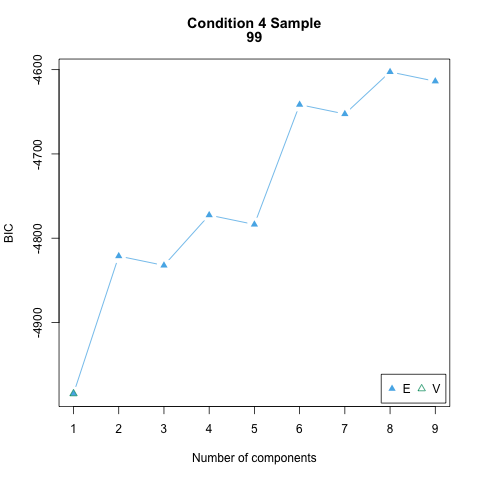 Condition 4 Sample
99
BIC
-4600
-4700
-4800
-4900
1 2 3 4 5 6 7 8 9
Number of components
E V